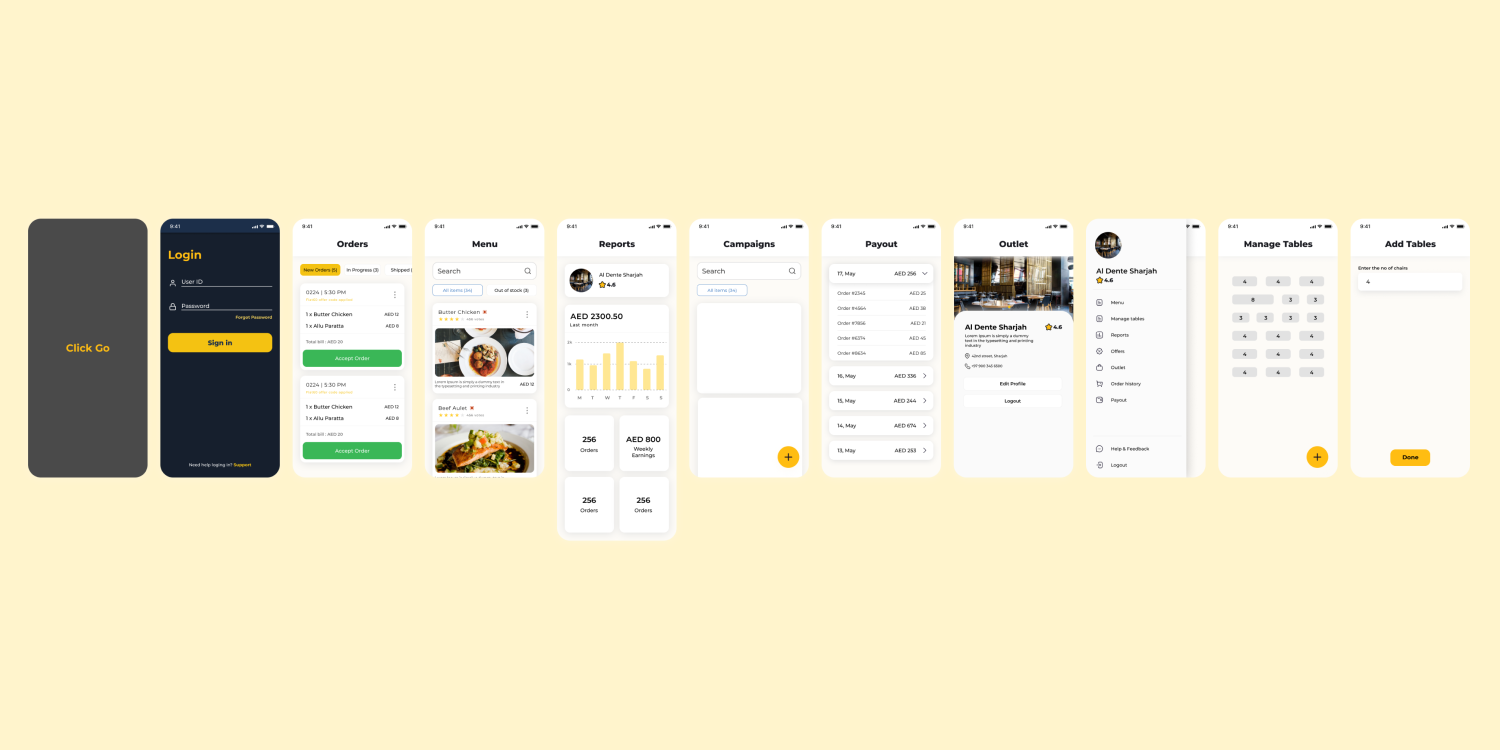 Click Go
9:41
Login
User ID
Password
Forgot Password
Sign in
Need help loging in? Support
9:41
Orders
New Orders (5) In Progress (3) Shipped (
0224 | 5:30 PM
1 x Butter Chicken AED 12
1 x Allu Paratta AED 8
Total bill : AED 20
Accept Order
0224 | 5:30 PM
1 x Butter Chicken AED 12
1 x Allu Paratta AED 8
Total bill : AED 20
Accept Order
9:41
Menu
Search
All items (34) Out of stock (3)
Butter Chicken
Lorem Ipsum is simply a dummy text in
the typesetting and printing industry. AED 12
Beef Aulet
9:41
Reports
Al Dente Sharjah
4.6
AED 2300.50
Last month
2k
1k
0
M T W T F S S
256
Orders
AED 800
Weekly
Earnings
256
Orders
256
Orders
9:41
Campaigns
Search
All items (34)
+
9:41
Payout
17, May AED 256
Order #2345 AED 25
Order #4564 AED 38
Order #7856 AED 21
Order #6374 AED 45
Order #8634 AED 85
16, May AED 336
15, May AED 244
14, May AED 674
13, May AED 253
9:41
Outlet
Al Dente Sharjah 4.6
Lorem ipsum is simply a dummy
text in the typesetting and printing
industry
42nd street, Sharjah
Edit Profile
Logout
Al Dente Sharjah
4.6
Menu
Manage tables
Reports
Offers
Outlet
Order history
Payout
Help & Feedback
Logout
9:41
Manage Tables
4 4 4
8 3 3
3 3 3 3
4 4 4
4 4 4
4 4 4
+
9:41
Add Tables
Enter the no of chairs
4
Done